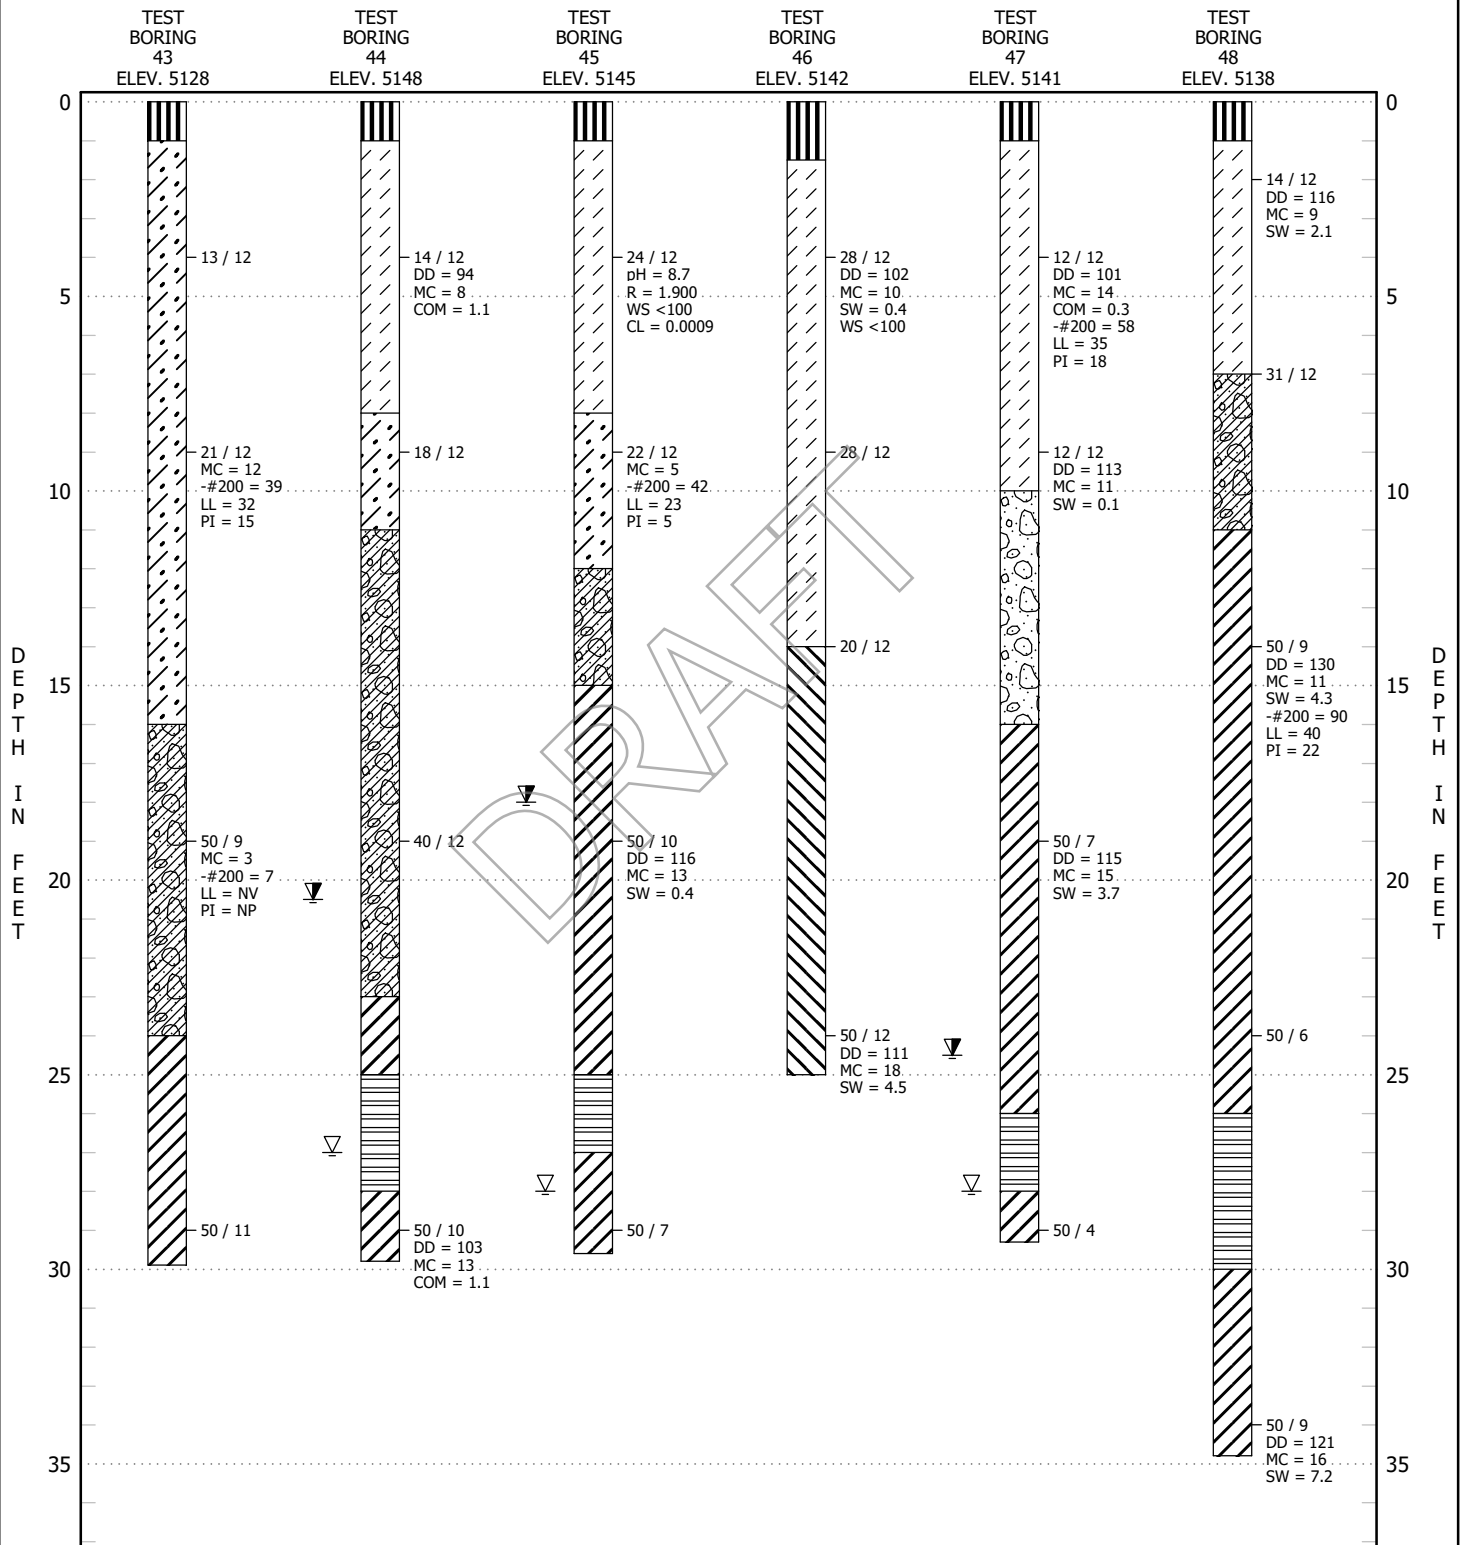 TEST
BORING
43
ELEV. 5128
TEST
BORING
44
ELEV. 5148
TEST
BORING
45
ELEV. 5145
TEST
BORING
46
ELEV. 5142
TEST
BORING
47
ELEV. 5141
TEST
BORING
48
ELEV. 5138
0
5
10
15
20
25
30
35
DEPTH IN FEET
13 / 12
21 / 12
MC = 12
-#200 = 39
LL = 32
PI = 15
50 / 9
MC = 3
-#200 = 7
LL = NV
PI = NP
50 / 11
14 / 12
DD = 94
MC = 8
COM = 1.1
18 / 12
40 / 12
50 / 10
DD = 103
MC = 13
COM = 1.1
24 / 12
pH = 8.7
R = 1.900
WS <100
CL = 0.0009
22 / 12
MC = 5
-#200 = 42
LL = 23
PI = 5
50 / 10
DD = 116
MC = 13
SW = 0.4
50 / 7
28 / 12
DD = 102
MC = 10
SW = 0.4
WS <100
28 / 12
20 / 12
50 / 12
DD = 111
MC = 18
SW = 4.5
12 / 12
DD = 101
MC = 14
COM = 0.3
-#200 = 58
LL = 35
PI = 18
12 / 12
DD = 113
MC = 11
SW = 0.1
50 / 7
DD = 115
MC = 15
SW = 3.7
50 / 4
14 / 12
DD = 116
MC = 9
SW = 2.1
31 / 12
50 / 9
DD = 130
MC = 11
SW = 4.3
-#200 = 90
LL = 40
PI = 22
50 / 6
50 / 9
DD = 121
MC = 16
SW = 7.2
0
5
10
15
20
25
30
35
DEPTH IN FEET
DRAFT